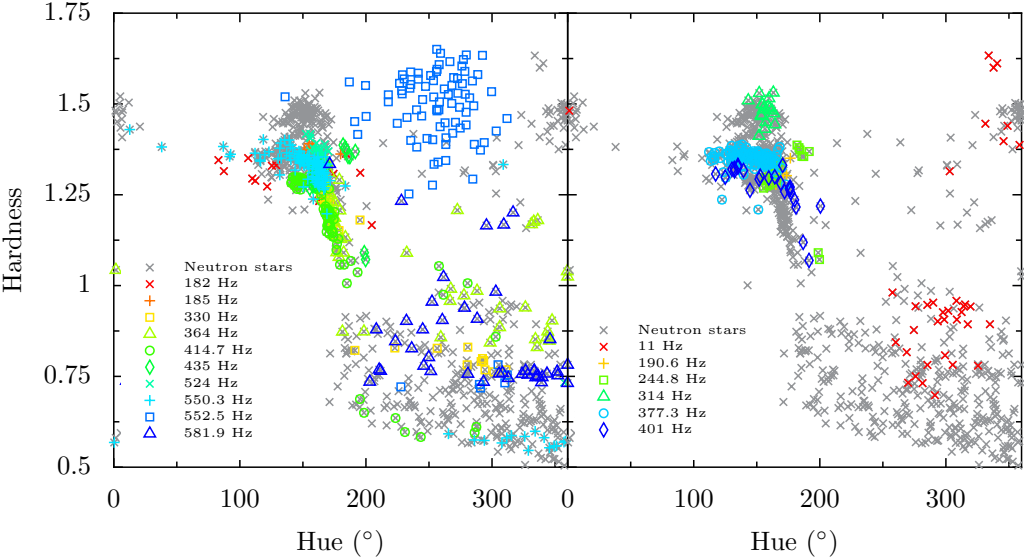 1.75
1.5
1.25
1
0.75
0.5
Hardness
Neutron stars
182 Hz
185 Hz
330 Hz
364 Hz
414.7 Hz
435 Hz
524 Hz
550.3 Hz
552.5 Hz
581.9 Hz
Neutron stars
11 Hz
190.6 Hz
244.8 Hz
314 Hz
377.3 Hz
401 Hz
0 100 200 300 0 100 200 300
Hue (°) Hue (°)